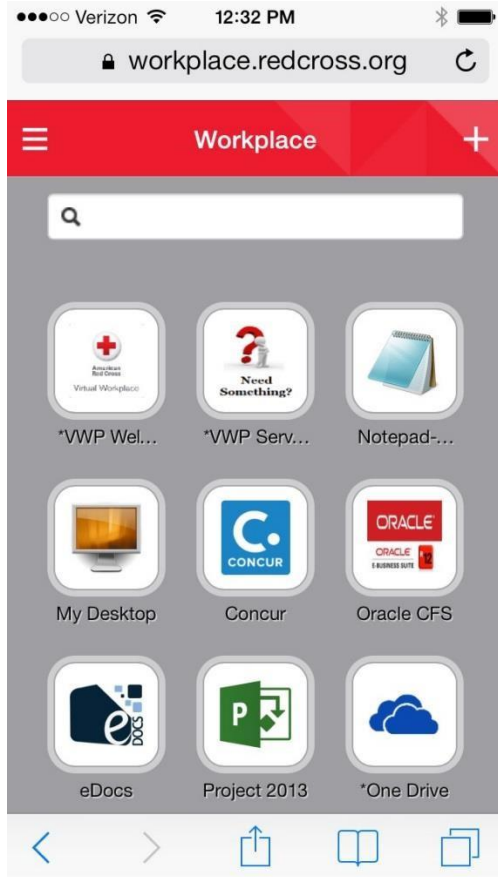 Verizon 12:32 PM
workplace.redcross.org
Workplace
American
Red Cross
Virtual Workplace
Need
Something?
*VWP Wel...
*VWP Serv...
Notepad-...
CONCUR
ORACLE
ORACLE
E-BUSINESS SUITE 12
My Desktop
Concur
Oracle CFS
eDOCS
P
eDocs
Project 2013
*One Drive